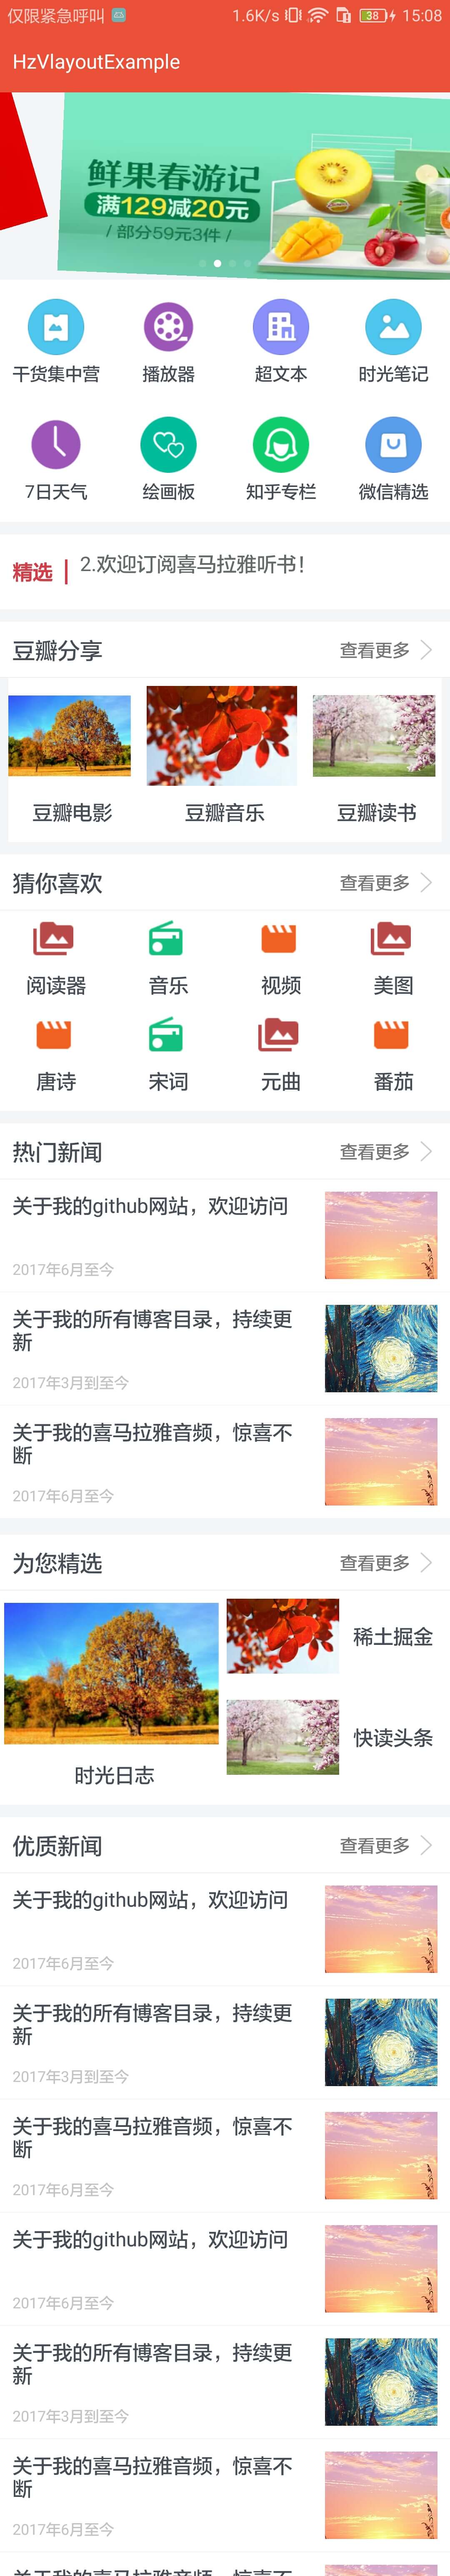 仅限紧急呼叫 1.6K/s 38 15:08
HzVlayoutExample
鲜果春游记
满129减20元
/ 部分59元3件 /
干货集中营 播放器 超文本 时光笔记
7日天气 绘画板 知乎专栏 微信精选
精选 2.欢迎订阅喜马拉雅听书!
豆瓣分享 查看更多
豆瓣电影 豆瓣音乐 豆瓣读书
猜你喜欢 查看更多
阅读器 音乐 视频 美图
唐诗 宋词 元曲 番茄
热门新闻 查看更多
关于我的github网站，欢迎访问
2017年6月至今
关于我的所有博客目录，持续更
新
2017年3月到至今
关于我的喜马拉雅音频，惊喜不
断
2017年6月至今
为您精选 查看更多
稀土掘金
快读头条
时光日志
优质新闻 查看更多
关于我的github网站，欢迎访问
2017年6月至今
关于我的所有博客目录，持续更
新
2017年3月到至今
关于我的喜马拉雅音频，惊喜不
断
2017年6月至今
关于我的github网站，欢迎访问
2017年6月至今
关于我的所有博客目录，持续更
新
2017年3月到至今
关于我的喜马拉雅音频，惊喜不
断
2017年6月至今